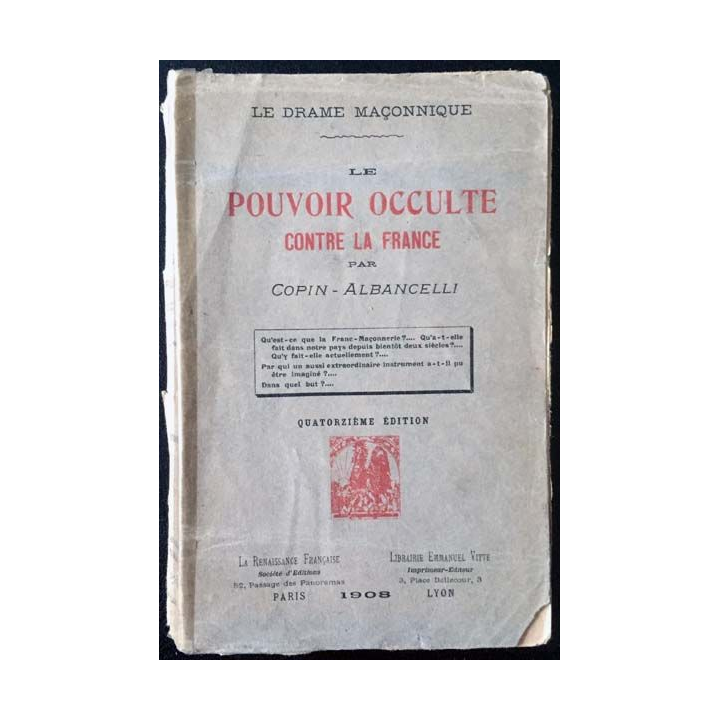 LE DRAME MAÇONNIQUE
LE
POUVOIR OCCULTE
CONTRE LA FRANCE
PAR
COPIN - ALBANCELLI
Qu'est-ce que la Franc-Maçonnerie ?.... Qu'a-t-elle
fait dans notre pays depuis bientôt deux siècles ?....
Qu'y fait-elle actuellement ?....
Par qui un aussi extraordinaire instrument a-t-il pu
être imaginé ?....
Dans quel but ?....
QUATORZIÈME ÉDITION
LA RENAISSANCE FRANÇAISE
Société d'Éditions
52, Passage des Panoramas
PARIS
1908
LIBRAIRIE EMMANUEL VITTE
Imprimeur-Éditeur
3, Place Bellecour, 3
LYON